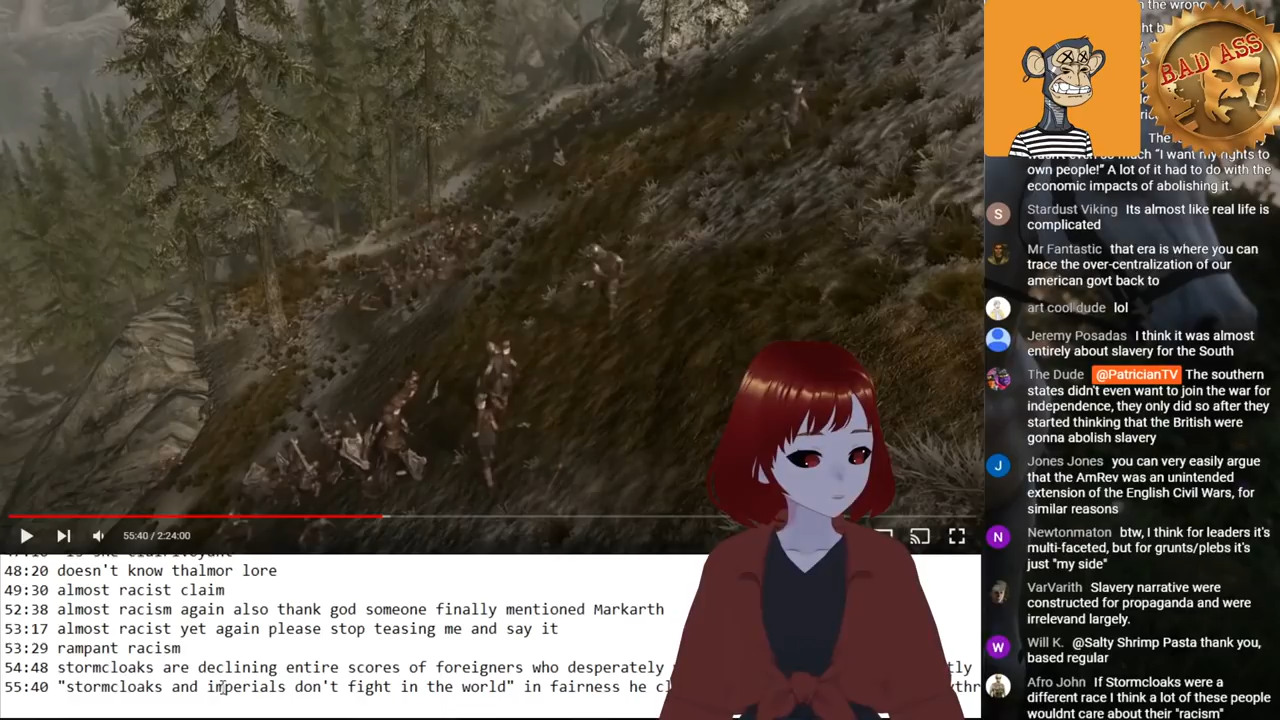 55:40 / 2:24:00
48:20 doesn't know thalmor lore
49:30 almost racist claim
52:38 almost racism again also thank god someone finally mentioned Markarth
53:17 almost racist yet again please stop teasing me and say it
53:29 rampant racism
54:48 stormcloaks are declining entire scores of foreigners who desperately
55:40 "stormcloaks and imperials don't fight in the world" in fairness he
BAD ASS
the wrong
The
much “I want my rights to
own people!” A lot of it had to do with the
economic impacts of abolishing it.
S Stardust Viking Its almost like real life is
complicated
Mr Fantastic that era is where you can
trace the over-centralization of our
american govt back to
art cool dude lol
Jeremy Posadas I think it was almost
entirely about slavery for the South
The Dude @PatricianTV The southern
states didn't even want to join the war for
independence, they only did so after they
started thinking that the British were
gonna abolish slavery
J Jones Jones you can very easily argue
that the AmRev was an unintended
extension of the English Civil Wars, for
similar reasons
N Newtonmaton btw, I think for leaders it's
multi-faceted, but for grunts/plebs it's
just "my side"
VarVarith Slavery narrative were
constructed for propaganda and were
irrelevand largely.
W Will K. @Salty Shrimp Pasta thank you,
based regular
Afro John If Stormcloaks were a
different race I think a lot of these people
wouldnt care about their "racism"